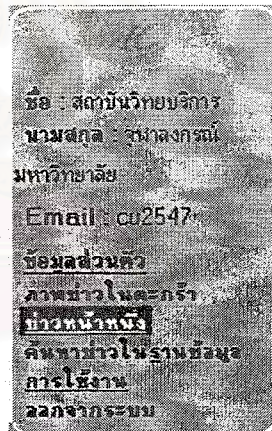 ชื่อ : สถาบันวิทยบริการ
นามสกุล : จุฬาลงกรณ์
มหาวิทยาลัย
Email : cu2547
ข้อมูลส่วนตัว
ภาพข่าวในตะกร้า
ข่าวหน้าหนึ่ง
ค้นหาข่าวในฐานข้อมูล
การใช้งาน
ออกจากระบบ